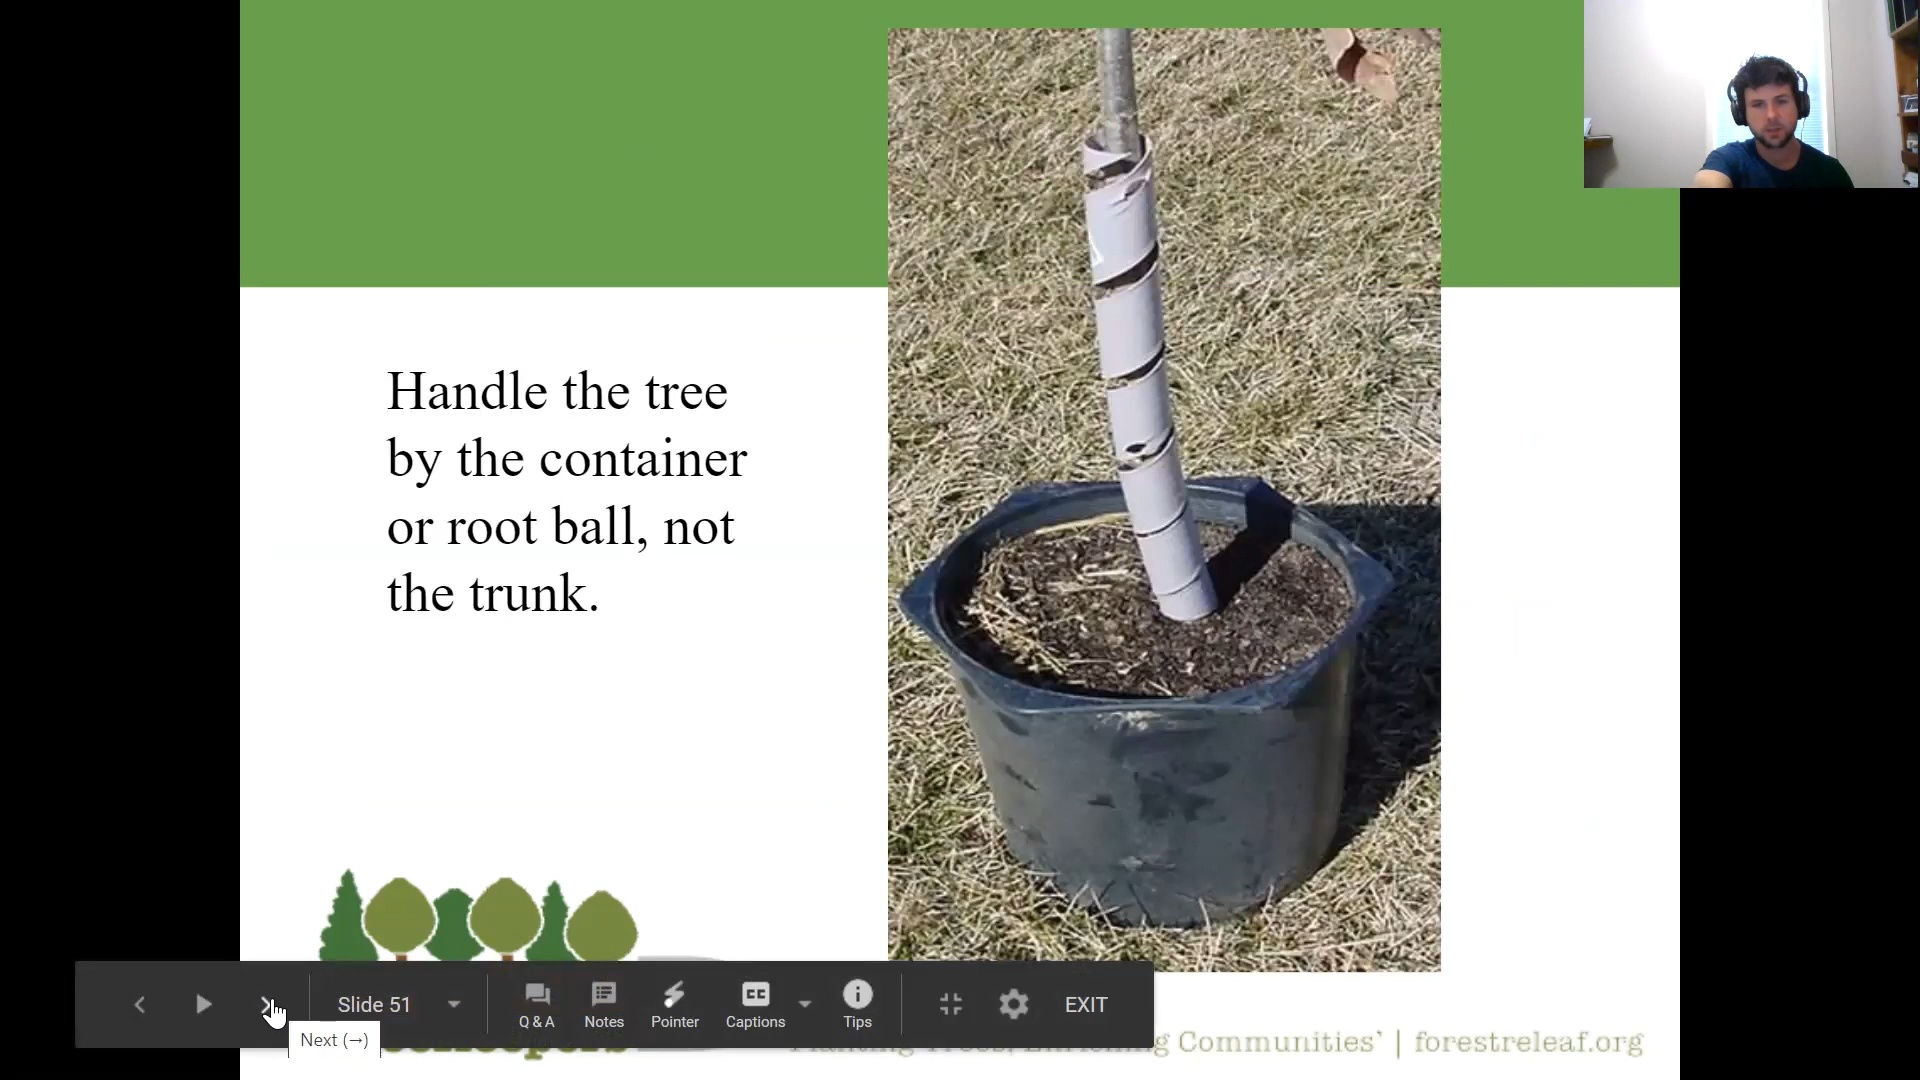 Handle the tree
by the container
or root ball, not
the trunk.
Slide 51
Q & A
Notes
Pointer
CC
Captions
Tips
EXIT
Next (→)
Communities' | forestreleaf.org